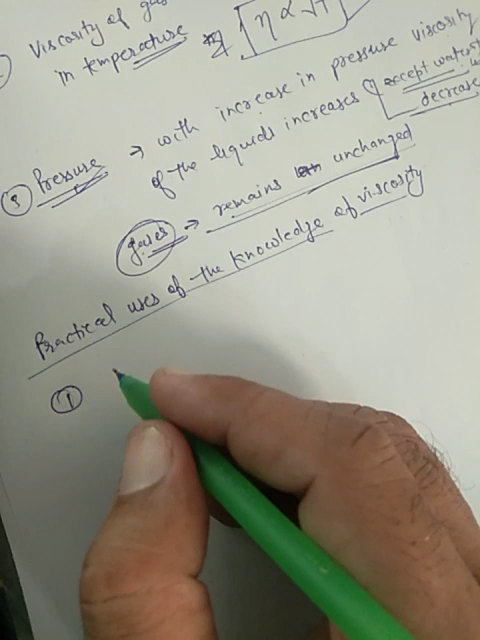 Viscosity of gas
in temperature η ∝ √T
③ Pressure → with increase in pressure viscosity
of the liquids increases except water
decrease
gases → remains unchanged
Practical uses of the knowledge of viscosity
①